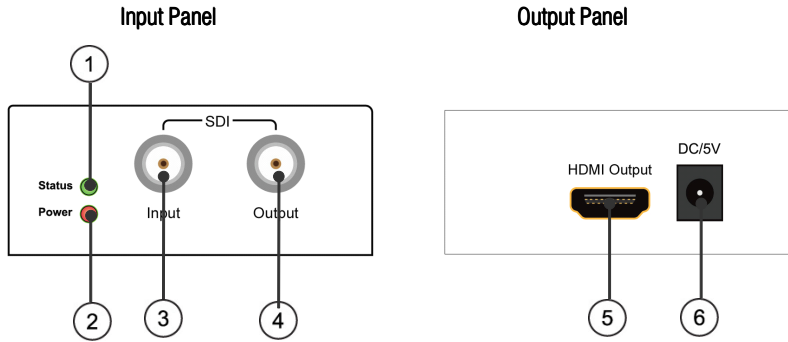 Input Panel
Output Panel
1
SDI
Status
Power
Input
Output
2
3
4
HDMI Output
DC/5V
5
6